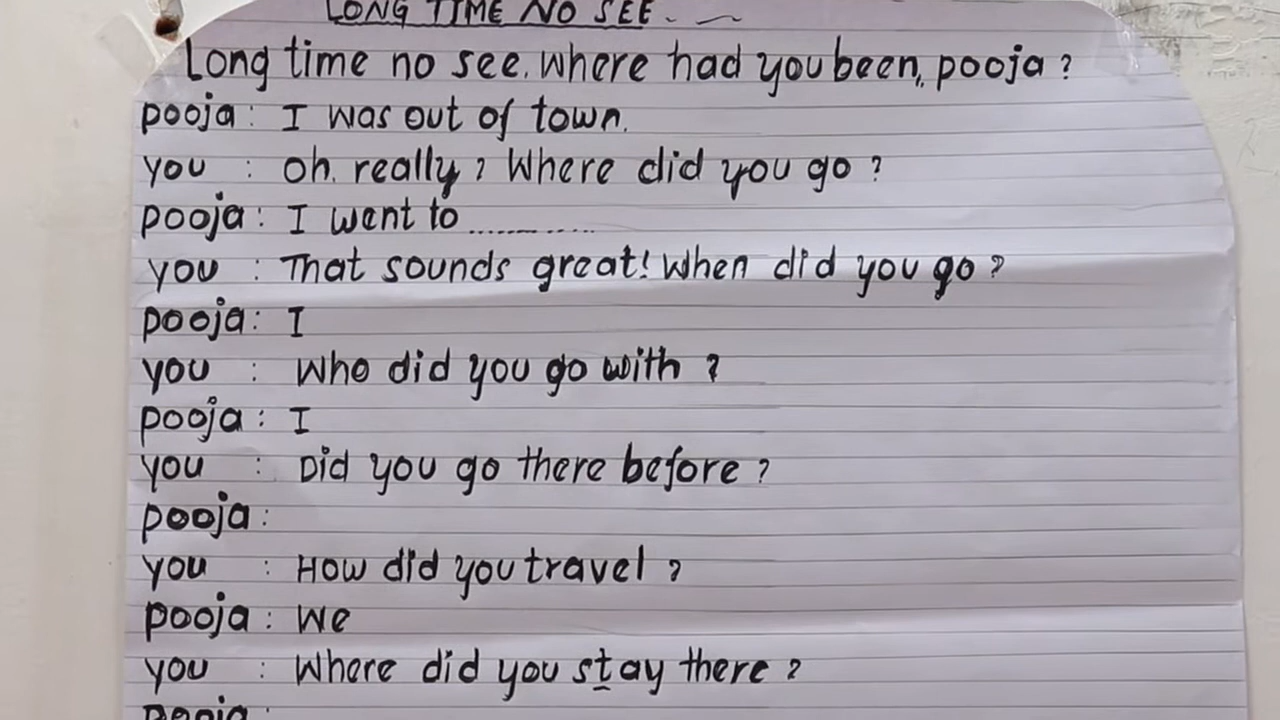 LONG TIME NO SEE.
Long time no see. Where had you been, pooja ?
pooja : I was out of town.
you : Oh. really ? Where did you go ?
pooja : I went to .............
you : That sounds great! When did you go ?
pooja : I
you : Who did you go with ?
pooja : I
you : Did you go there before ?
pooja :
you : How did you travel ?
pooja : We
you : Where did you stay there ?
pooja :